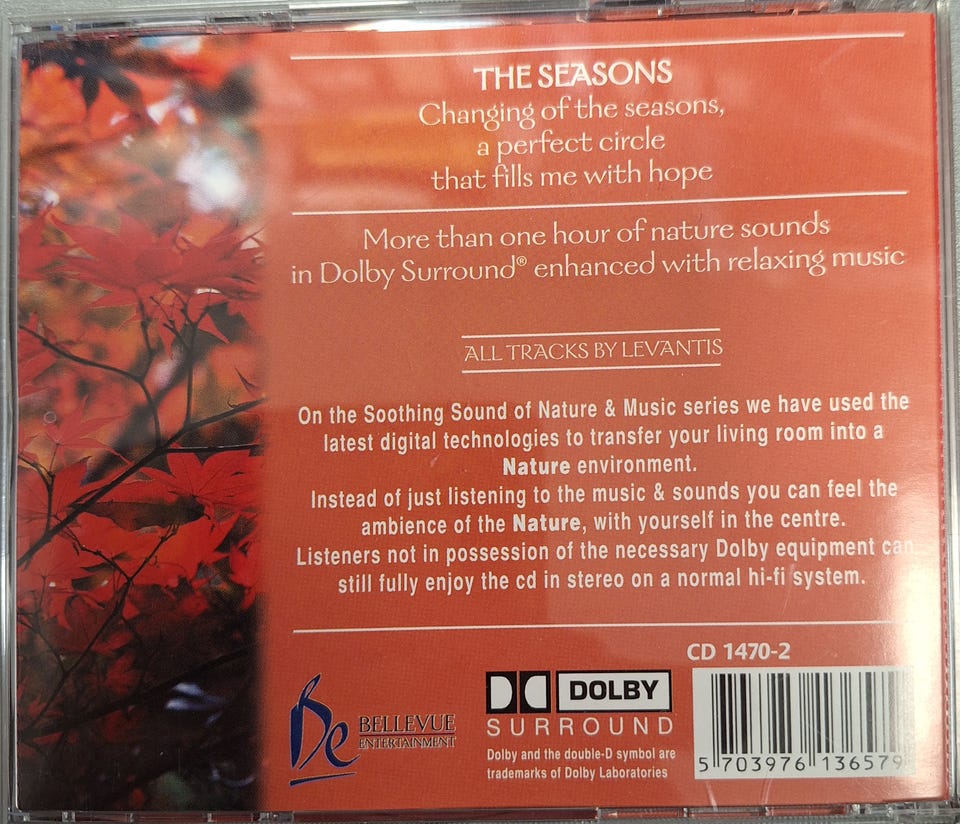 THE SEASONS
Changing of the seasons,
a perfect circle
that fills me with hope
More than one hour of nature sounds
in Dolby Surround® enhanced with relaxing music
ALL TRACKS BY LEVANTIS
On the Soothing Sound of Nature & Music series we have used the
latest digital technologies to transfer your living room into a
Nature environment.
Instead of just listening to the music & sounds you can feel the
ambience of the Nature, with yourself in the centre.
Listeners not in possession of the necessary Dolby equipment can
still fully enjoy the cd in stereo on a normal hi-fi system.
CD 1470-2
Be BELLEVUE
ENTERTAINMENT
DOLBY
SURROUND
Dolby and the double-D symbol are
trademarks of Dolby Laboratories
5 703976 136579